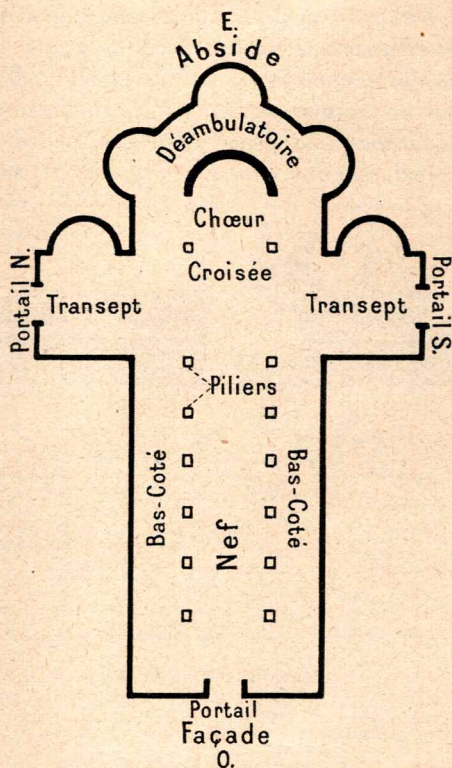 E.
Abside
Déambulatoire
Chœur
Croisée
Portail N.
Transept
Transept
Portail S.
Piliers
Bas-Coté
Nef
Bas-Coté
Portail
Façade
O.